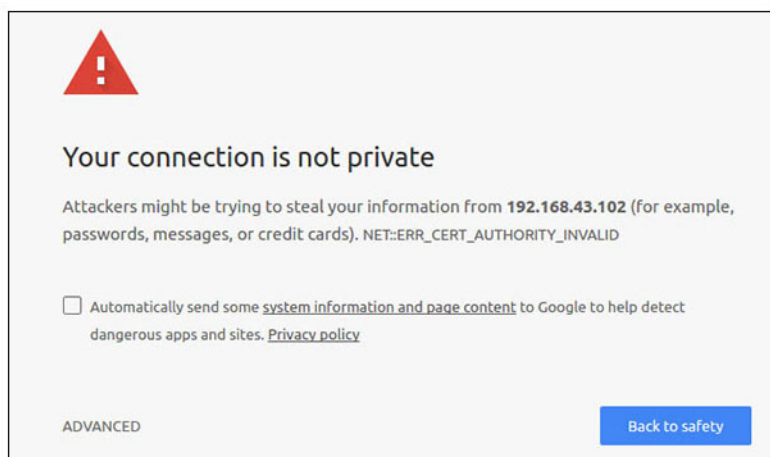 Your connection is not private
Attackers might be trying to steal your information from 192.168.43.102 (for example,
passwords, messages, or credit cards). NET::ERR_CERT_AUTHORITY_INVALID
Automatically send some system information and page content to Google to help detect
dangerous apps and sites. Privacy policy
ADVANCED
Back to safety